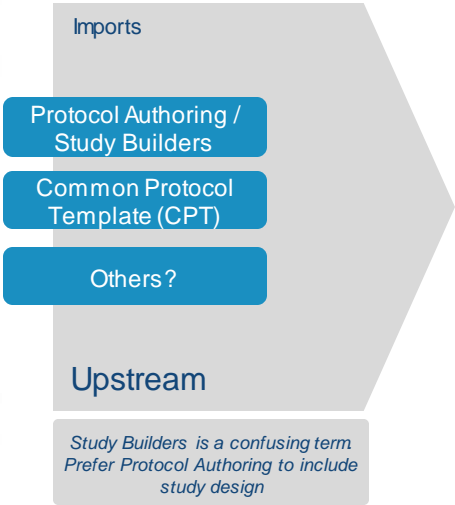 Imports
Protocol Authoring /
Study Builders
Common Protocol
Template (CPT)
Others?
Upstream
Study Builders is a confusing term
Prefer Protocol Authoring to include
study design